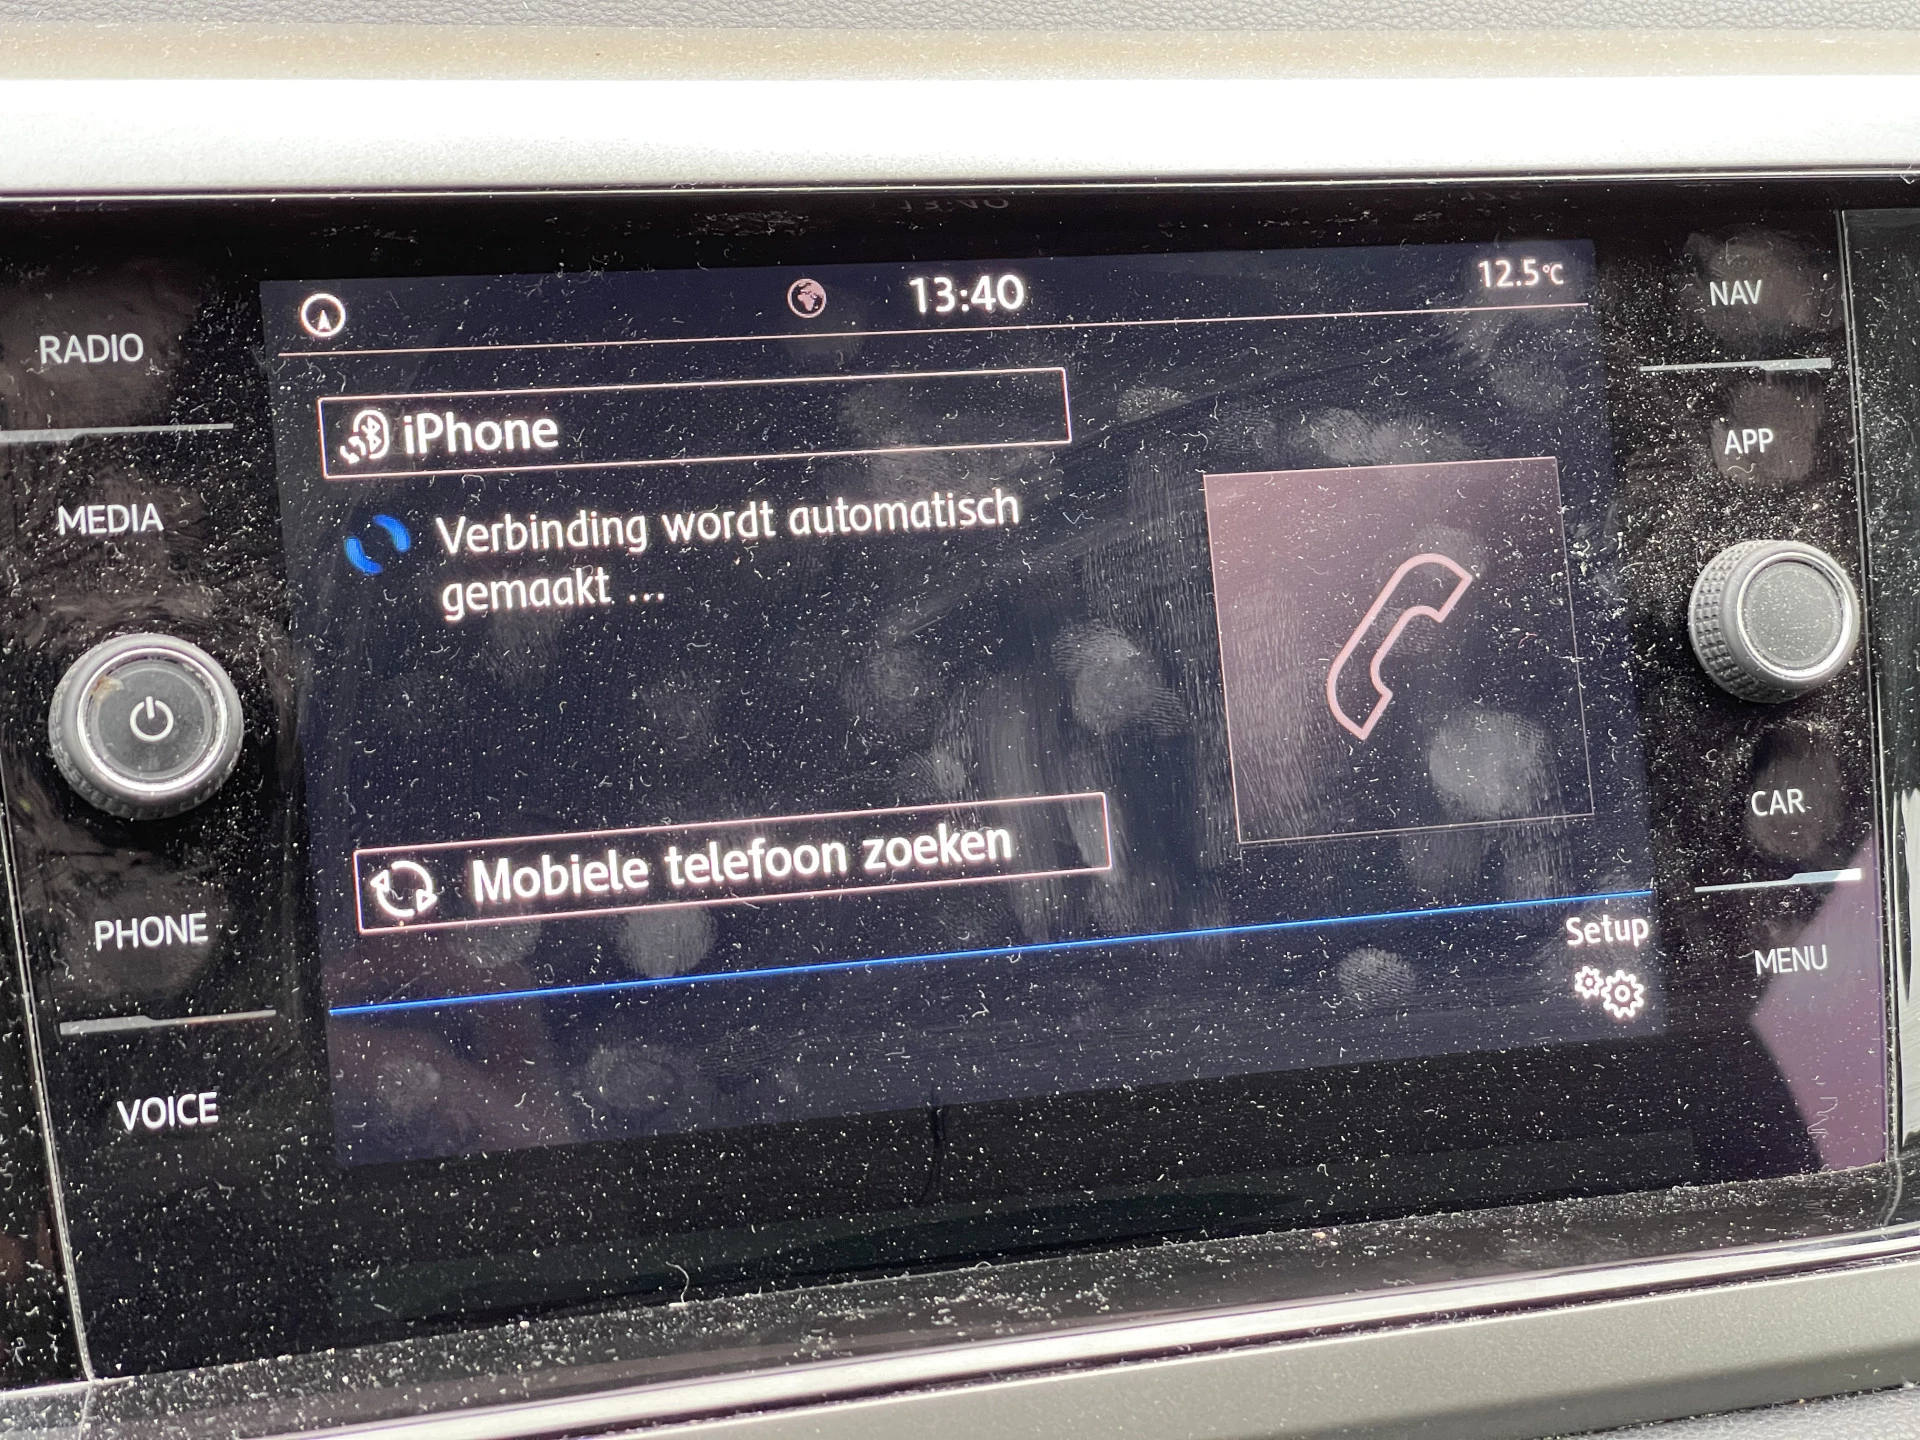 13:40
12.5°C
RADIO
NAV
iPhone
APP
MEDIA
Verbinding wordt automatisch
gemaakt ...
CAR
Mobiele telefoon zoeken
PHONE
Setup
MENU
VOICE